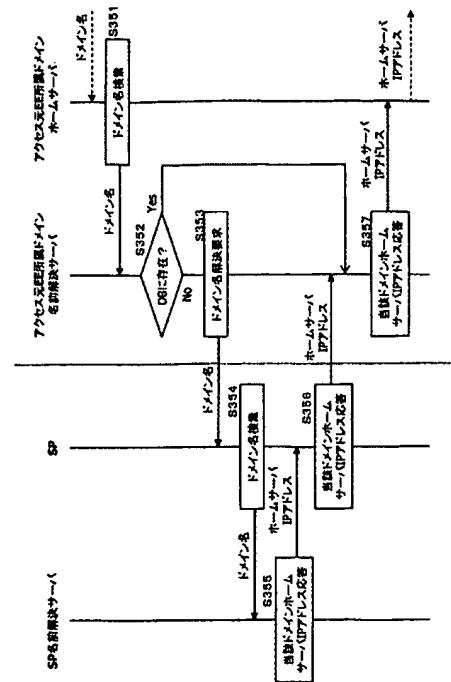 SP名前解決サーバ
SP
アクセス元EE所属ドメイン
名前解決サーバ
アクセス元EE所属ドメイン
ホームサーバ
ドメイン名
S351
ドメイン名検索
ドメイン名
S352
DBに存在？
Yes
No
S353
ドメイン名解決要求
ドメイン名
S354
ドメイン名検索
ドメイン名
S355
当該ドメインホーム
サーバIPアドレス応答
ホームサーバ
IPアドレス
S356
当該ドメインホーム
サーバIPアドレス応答
ホームサーバ
IPアドレス
S357
当該ドメインホーム
サーバIPアドレス応答
ホームサーバ
IPアドレス
ホームサーバ
IPアドレス